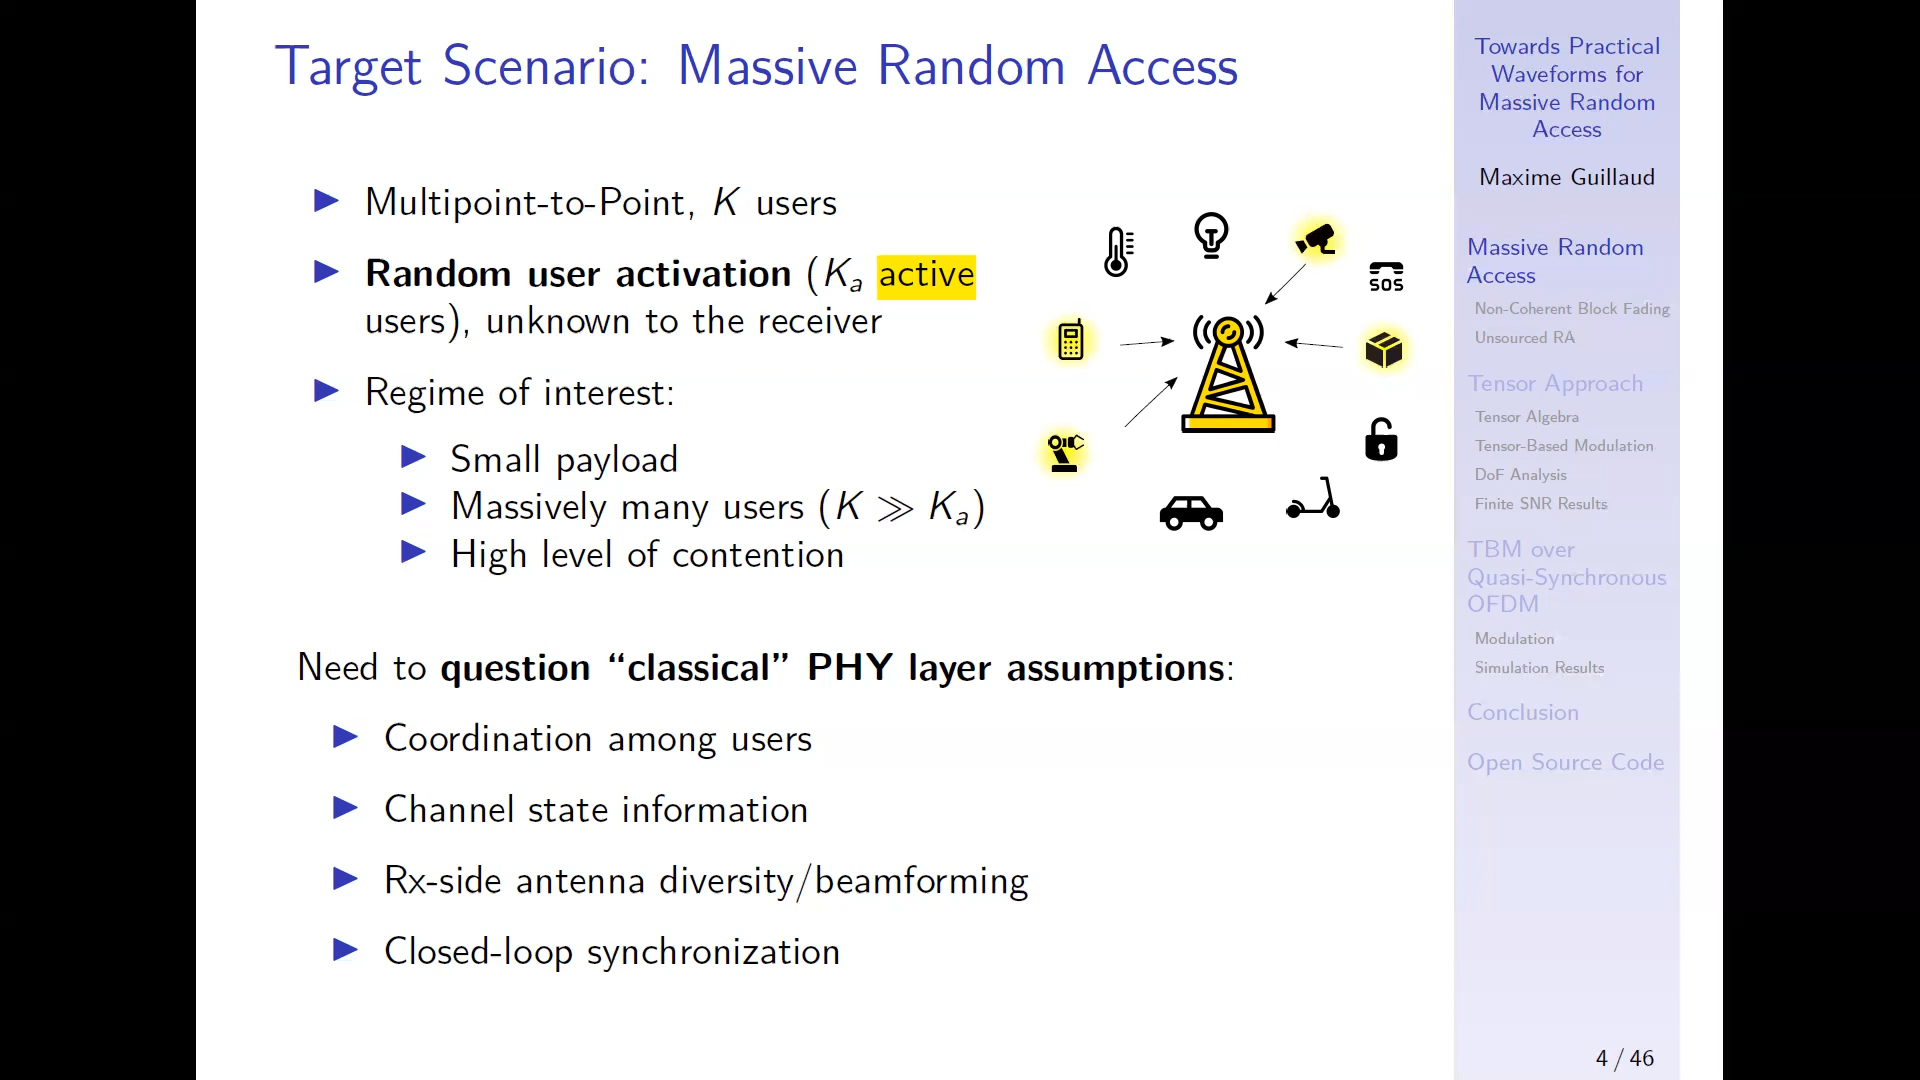 Target Scenario: Massive Random Access
Multipoint-to-Point, K users
Random user activation (Kₐ active
users), unknown to the receiver
Regime of interest:
Small payload
Massively many users (K ≫ Kₐ)
High level of contention
Need to question “classical” PHY layer assumptions:
Coordination among users
Channel state information
Rx-side antenna diversity/beamforming
Closed-loop synchronization
SOS
Towards Practical
Waveforms for
Massive Random
Access
Maxime Guillaud
Massive Random
Access
Non-Coherent Block Fading
Unsourced RA
Tensor Approach
Tensor Algebra
Tensor-Based Modulation
DoF Analysis
Finite SNR Results
TBM over
Quasi-Synchronous
OFDM
Modulation
Simulation Results
Conclusion
Open Source Code
4 / 46